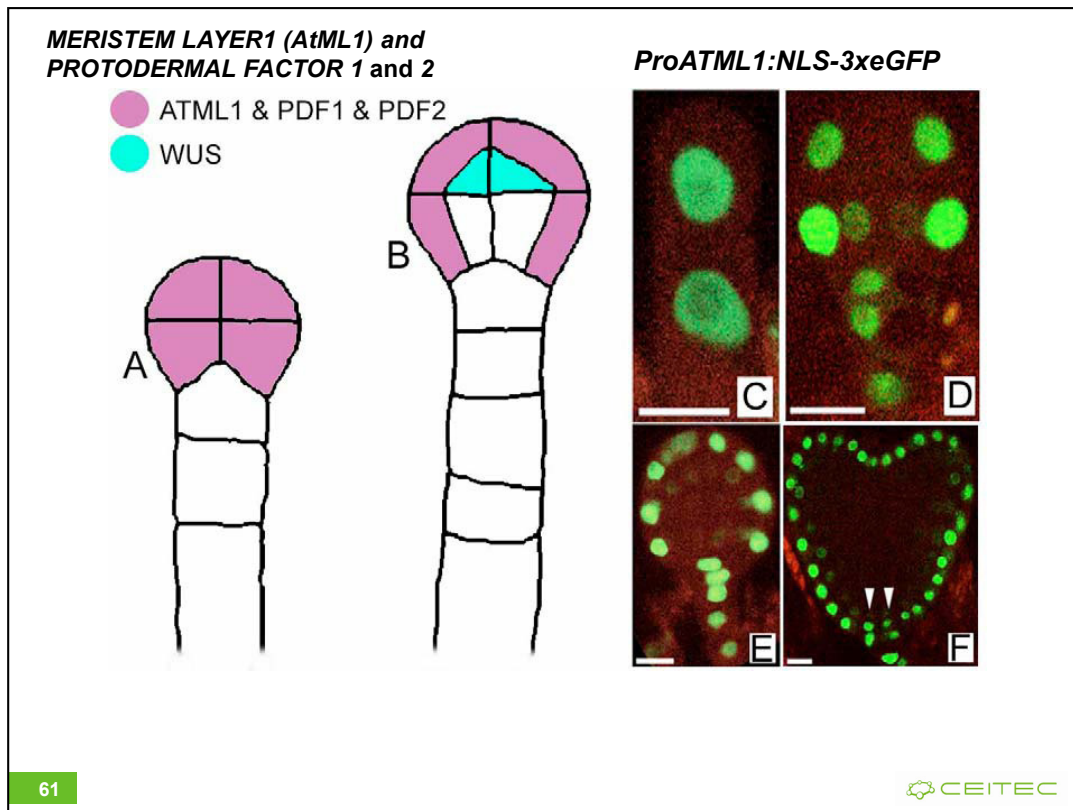 MERISTEM LAYER1 (AtML1) and
PROTODERMAL FACTOR 1 and 2
ProATML1:NLS-3xeGFP
ATML1 & PDF1 & PDF2
WUS
A
B
C
D
E
F
61
CEITEC